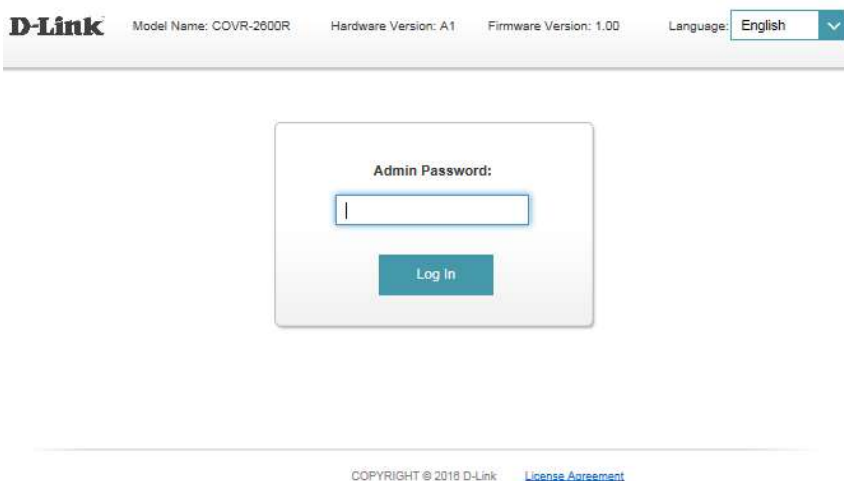 D-Link Model Name: COVR-2600R Hardware Version: A1 Firmware Version: 1.00 Language: English
Admin Password:
Log In
COPYRIGHT © 2016 D-Link License Agreement